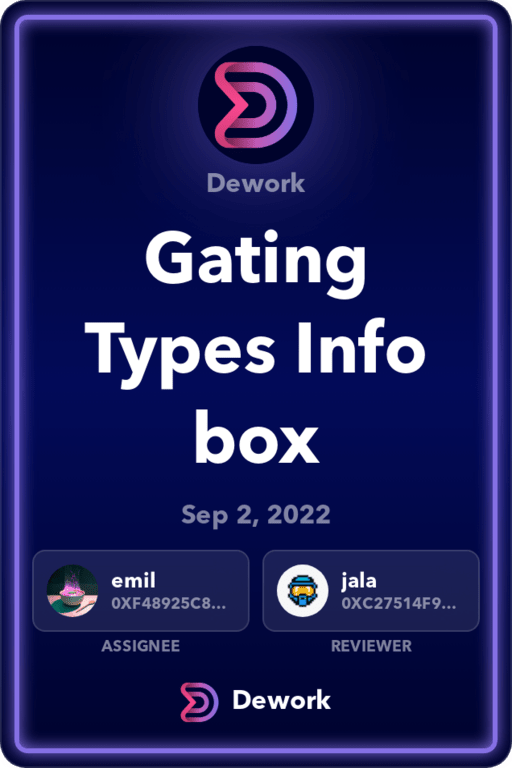 Dework
Gating
Types Info
box
Sep 2, 2022
emil
0XF48925C8...
jala
0XC27514F9...
ASSIGNEE
REVIEWER
Dework